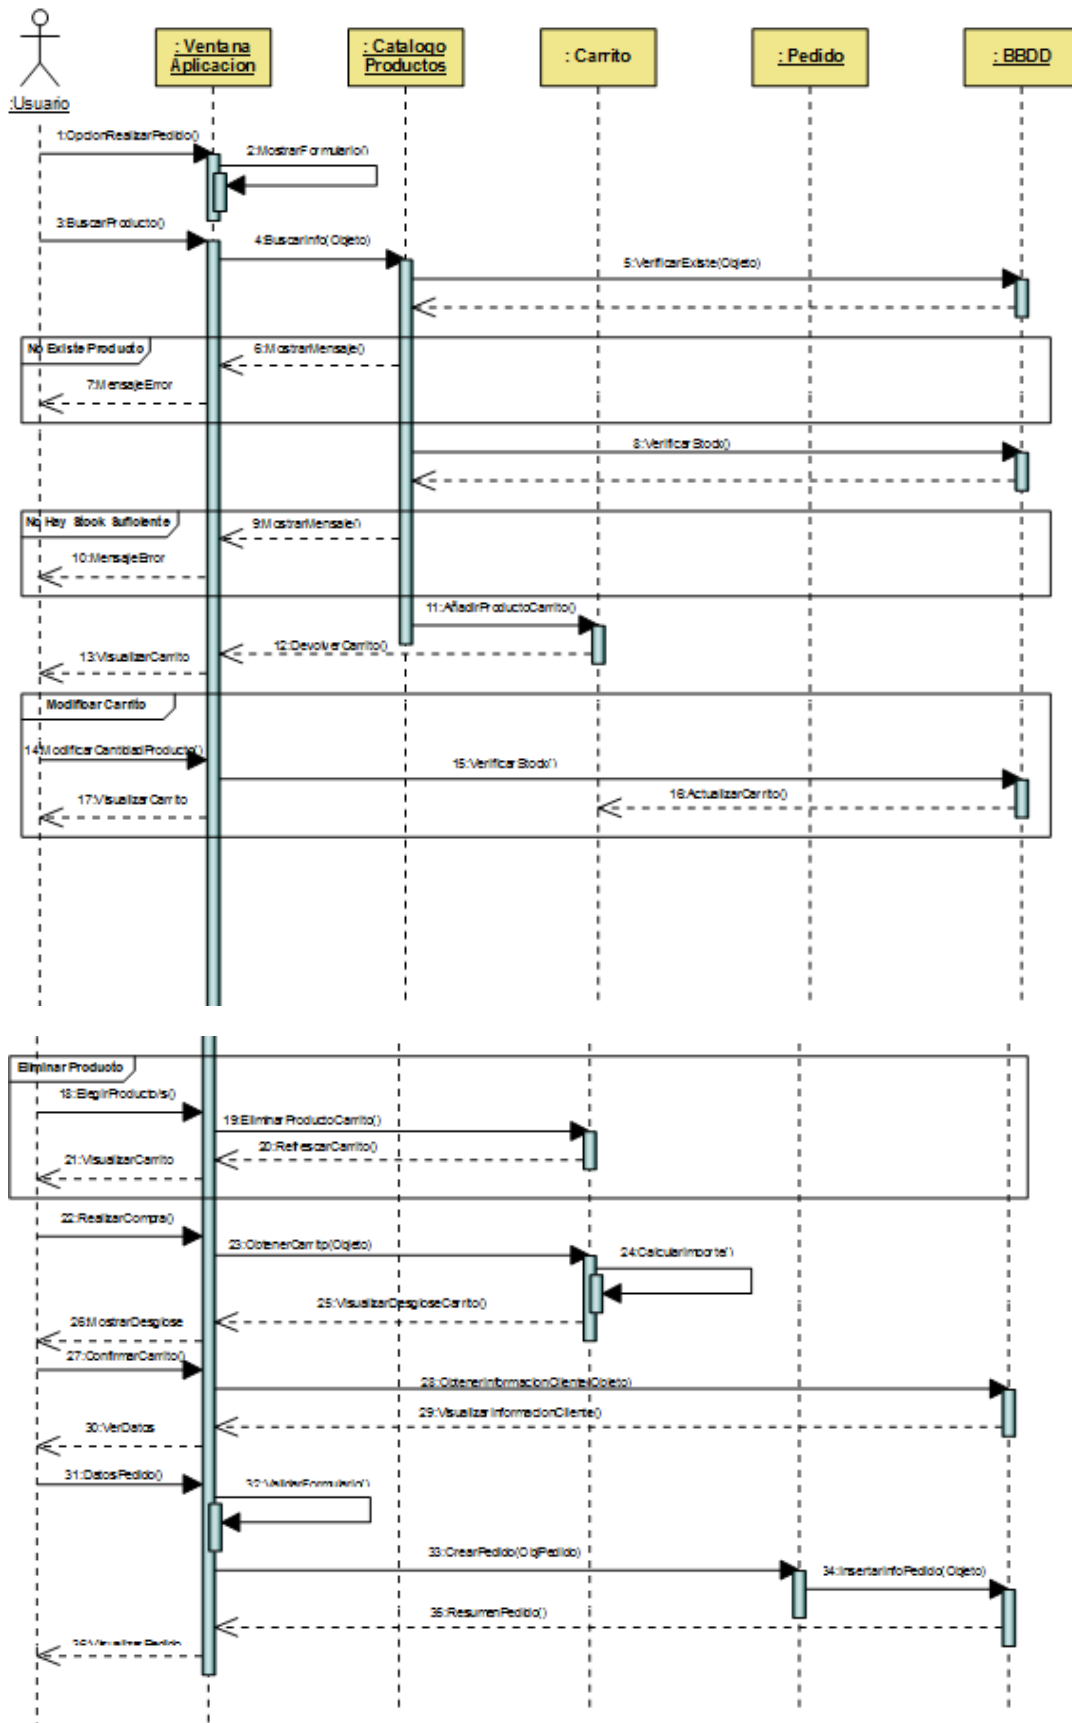 :Usuario
: Ventana
Aplicacion
: Catalogo
Productos
: Carrito
: Pedido
: BBDD
1:OpcionRealizarPedido()
2:MostrarFormulario()
3:BuscarProducto()
4:BuscarInfo(Objeto)
5:VerificarExiste(Objeto)
No Existe Producto
6:MostrarMensaje()
7:MensajeError
8:VerificarStock()
No Hay Stock Suficiente
9:MostrarMensaje()
10:MensajeError
11:AñadirProductoCarrito()
12:DevolverCarrito()
13:VisualizarCarrito
Modificar Carrito
14:ModificarCantidadProducto()
15:VerificarStock()
16:ActualizarCarrito()
17:VisualizarCarrito
Eliminar Producto
18:ElegirProducto/s()
19:EliminarProductoCarrito()
20:RefrescarCarrito()
21:VisualizarCarrito
22:RealizarCompra()
23:ObtenerCarrito(Objeto)
24:CalcularImporte()
25:VisualizarDesgloseCarrito()
26:MostrarDesglose
27:ConfirmarCarrito()
28:ObtenerInformacionCliente(Objeto)
29:VisualizarInformacionCliente()
30:VerDatos
31:DatosPedido()
32:ValidarFormulario()
33:CrearPedido(ObjPedido)
34:InsertarInfoPedido(Objeto)
35:ResumenPedido()
36:VisualizarPedido